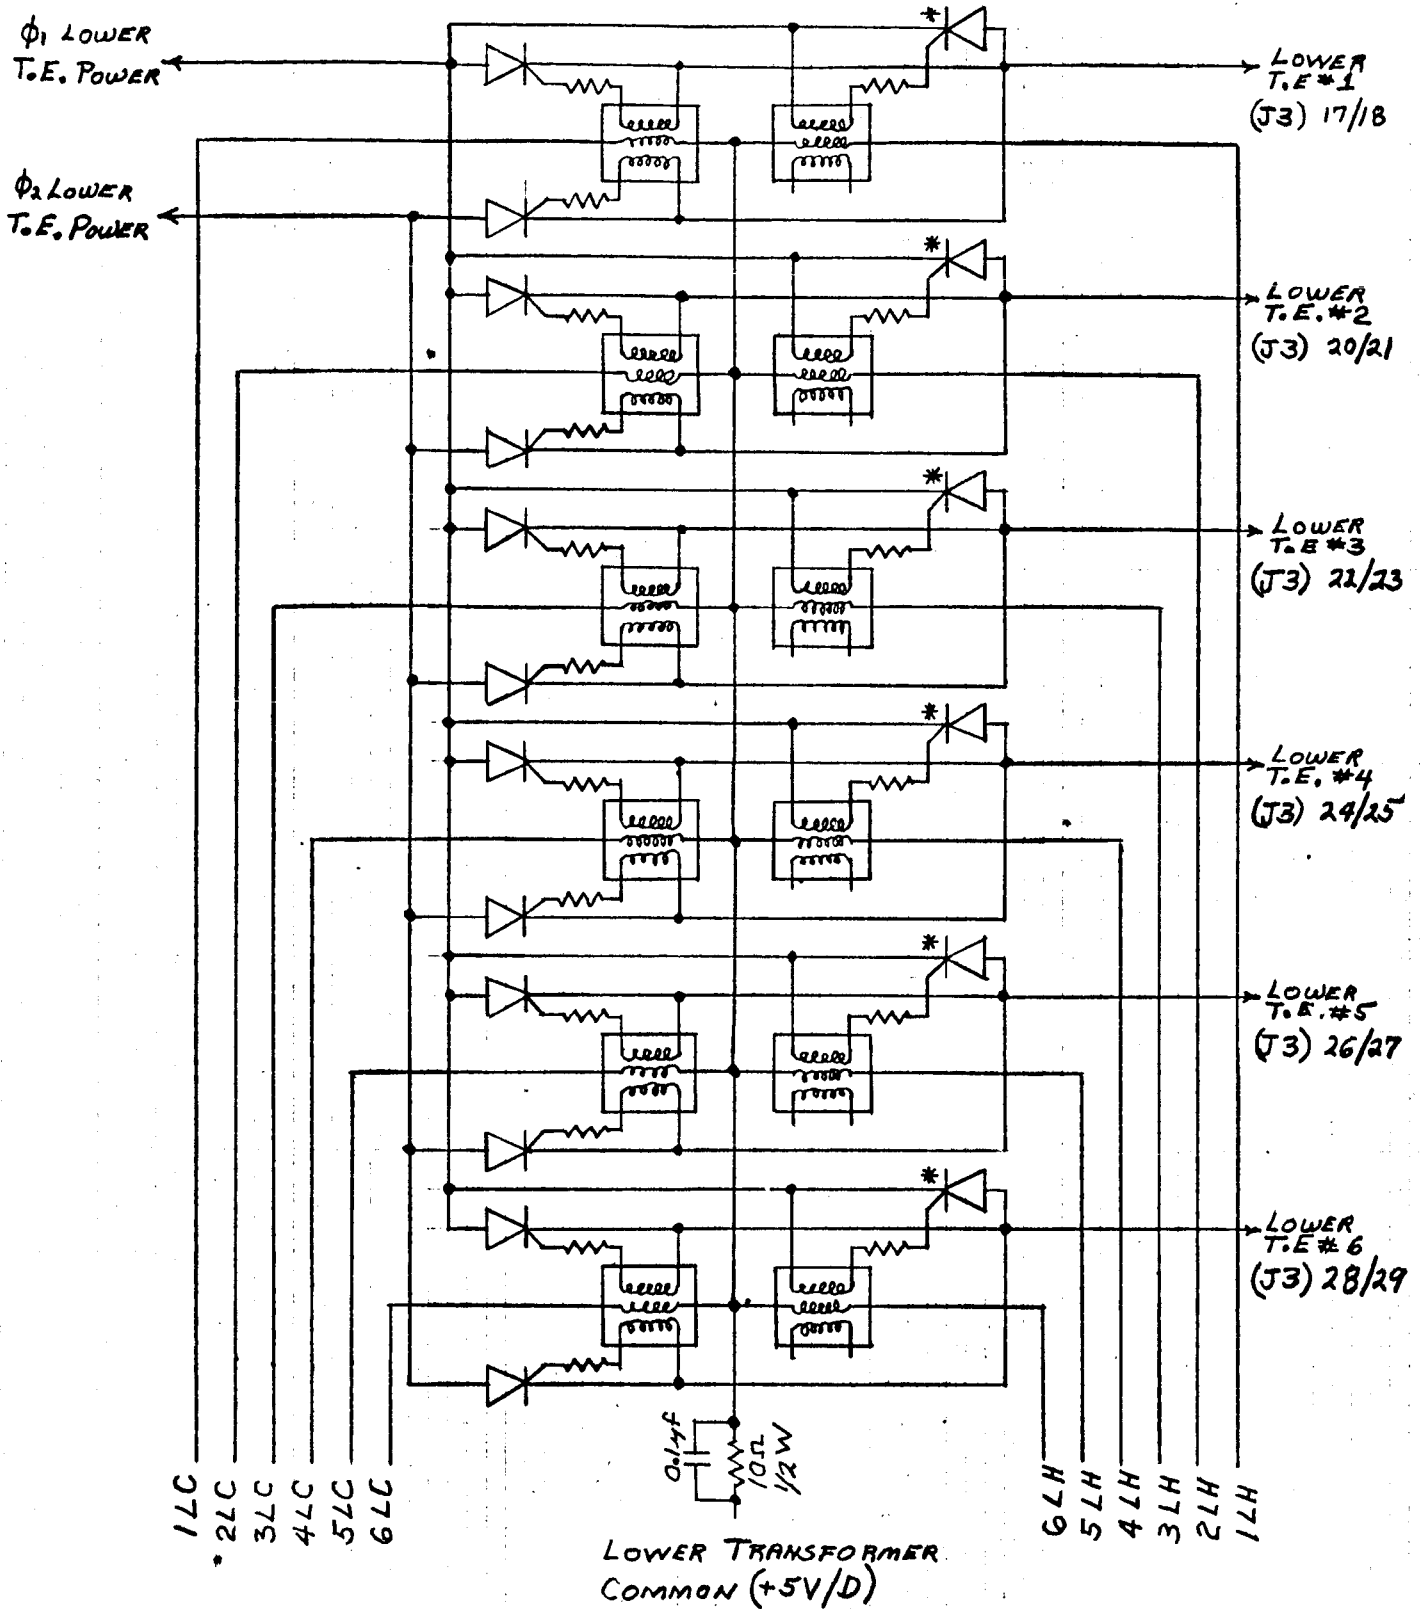 ϕ1 LOWER
T.E. POWER
ϕ2 LOWER
T.E. POWER
*
LOWER
T.E #1
(J3) 17/18
*
LOWER
T.E. #2
(J3) 20/21
*
LOWER
T.E #3
(J3) 22/23
*
LOWER
T.E. #4
(J3) 24/25
*
LOWER
T.E. #5
(J3) 26/27
*
LOWER
T.E #6
(J3) 28/29
0.1μf
10Ω
1/2W
1LC
2LC
3LC
4LC
5LC
6LC
6LH
5LH
4LH
3LH
2LH
1LH
LOWER TRANSFORMER
COMMON (+5V/D)